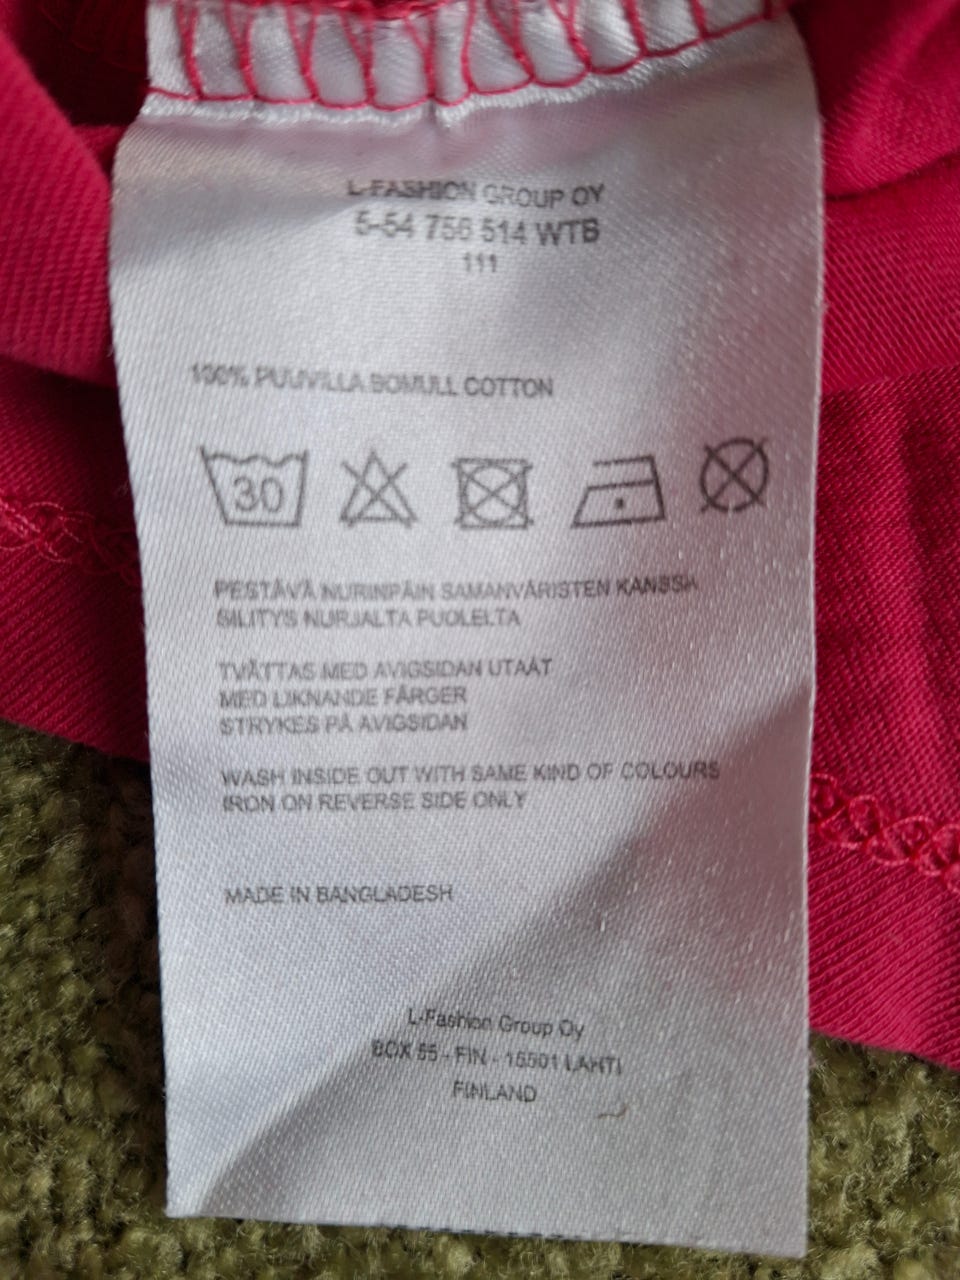 L-FASHION GROUP OY
5-54 756 514 WTB
111
100% PUUVILLA BOMULL COTTON
30
PESTÄVÄ NURINPÄIN SAMANVÄRISTEN KANSSA
SILITYS NURJALTA PUOLELTA
TVÄTTAS MED AVIGSIDAN UTAÅT
MED LIKNANDE FÄRGER
STRYKES PÅ AVIGSIDAN
WASH INSIDE OUT WITH SAME KIND OF COLOURS
IRON ON REVERSE SIDE ONLY
MADE IN BANGLADESH
L-Fashion Group Oy
BOX 55 - FIN - 15501 LAHTI
FINLAND